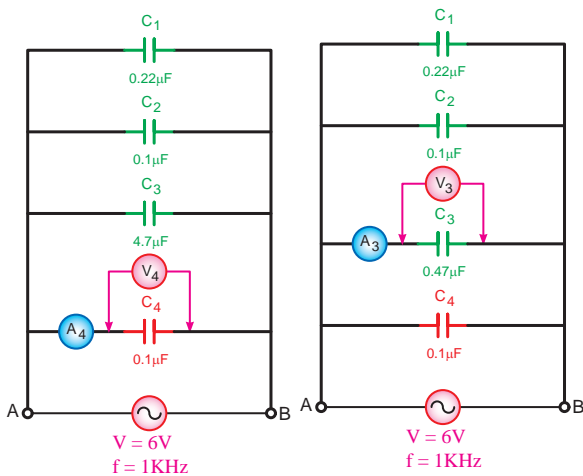 C1
0.22µF
C2
0.1µF
C3
4.7µF
V4
C4
A4
0.1µF
A
B
V = 6V
f = 1KHz
C1
0.22µF
C2
0.1µF
V3
C3
A3
0.47µF
C4
0.1µF
A
B
V = 6V
f = 1KHz